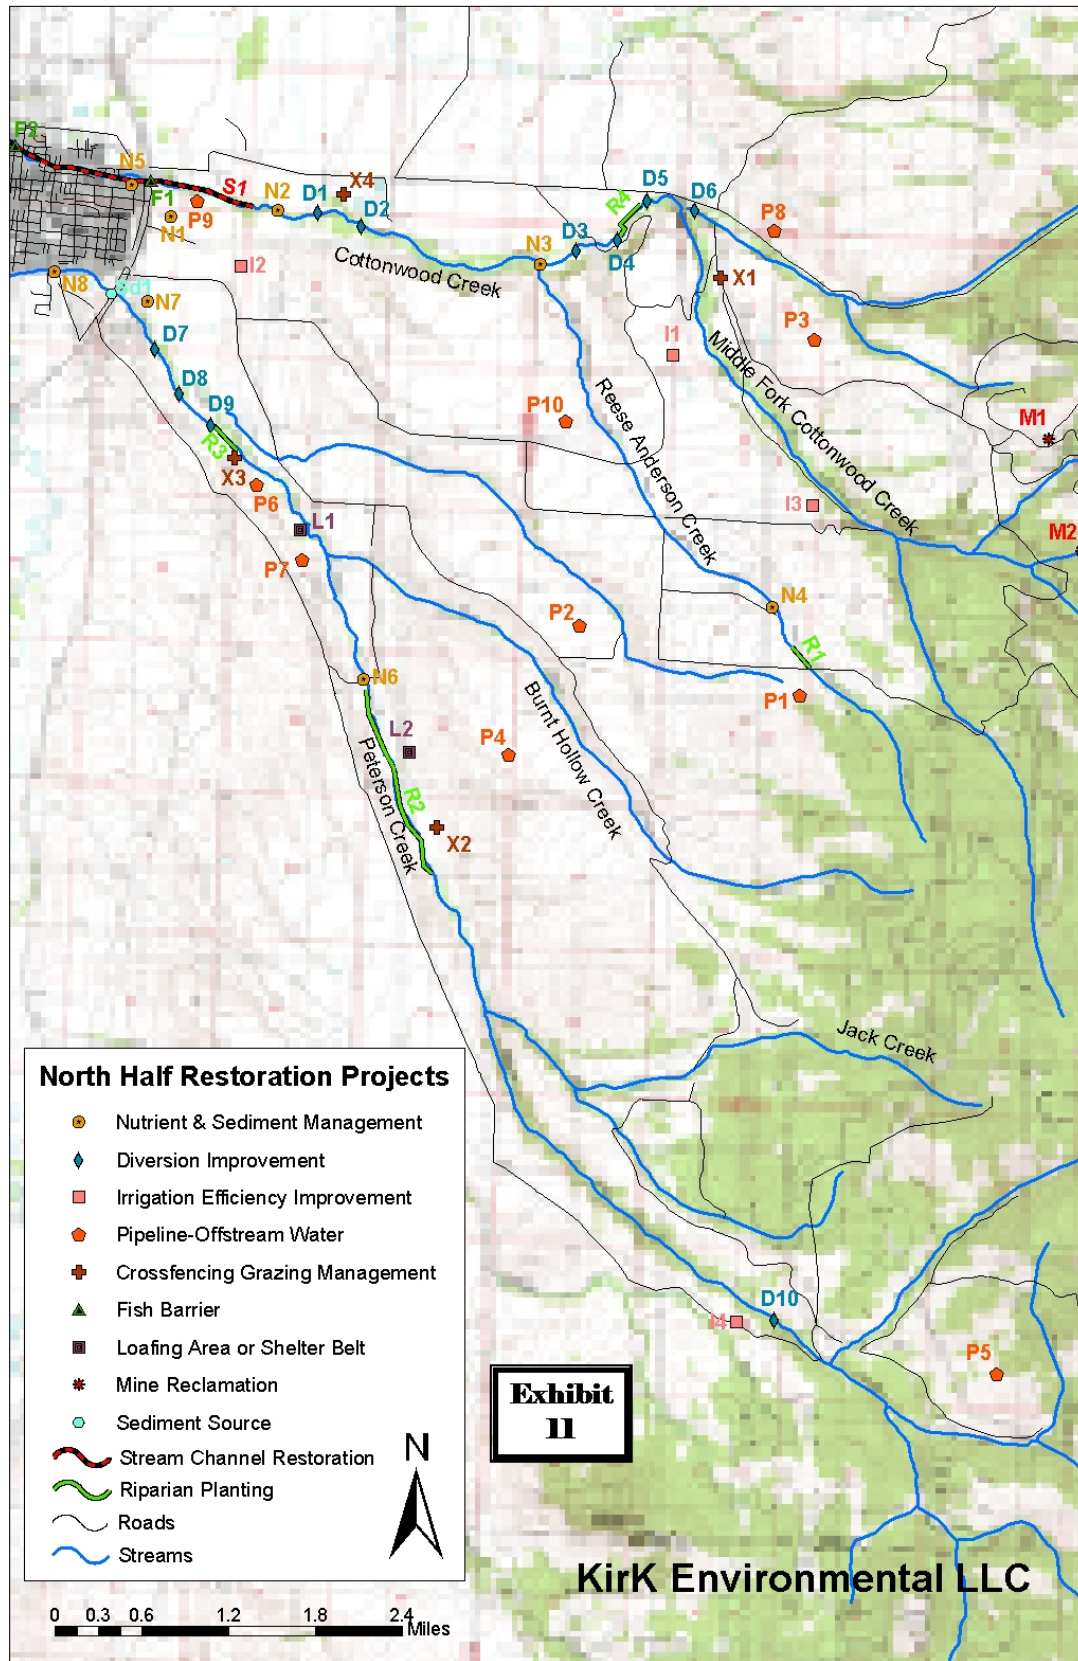 F2
N5
F1
S1
N2
D1
X4
D2
P9
N1
I2
N8
Sd1
N7
D7
D8
D9
R3
X3
P6
L1
P7
Cottonwood Creek
N3
D3
D4
R4
D5
D6
P8
X1
P3
I1
Middle Fork Cottonwood Creek
M1
M2
I3
P10
Reese Anderson Creek
N4
R1
P1
P2
Burnt Hollow Creek
N6
L2
P4
R2
X2
Peterson Creek
Jack Creek
D10
I4
P5
North Half Restoration Projects
Nutrient & Sediment Management
Diversion Improvement
Irrigation Efficiency Improvement
Pipeline-Offstream Water
Crossfencing Grazing Management
Fish Barrier
Loafing Area or Shelter Belt
Mine Reclamation
Sediment Source
Stream Channel Restoration
Riparian Planting
Roads
Streams
N
Exhibit
11
KirK Environmental LLC
0 0.3 0.6 1.2 1.8 2.4
Miles